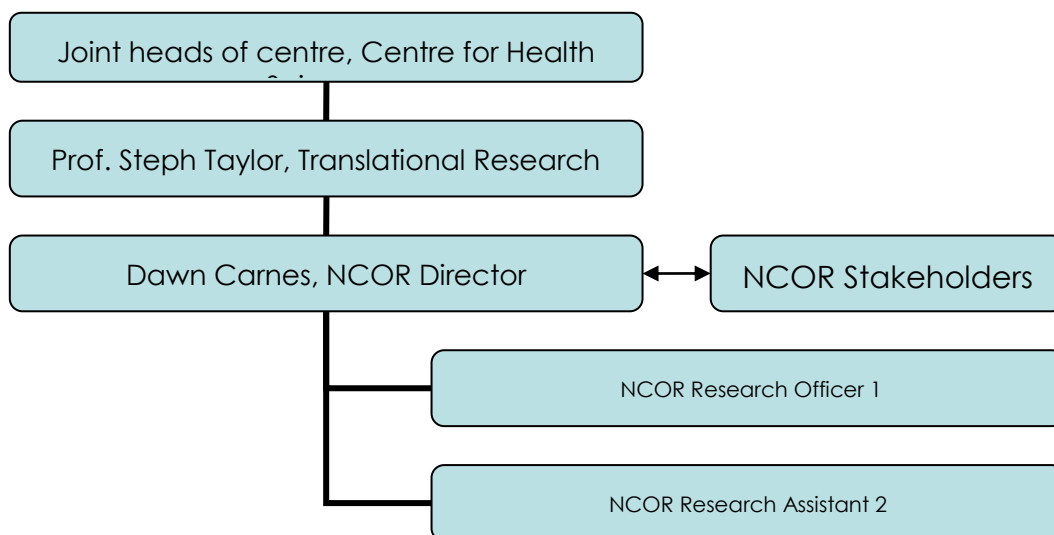 Joint heads of centre, Centre for Health
Prof. Steph Taylor, Translational Research
Dawn Carnes, NCOR Director
NCOR Stakeholders
NCOR Research Officer 1
NCOR Research Assistant 2